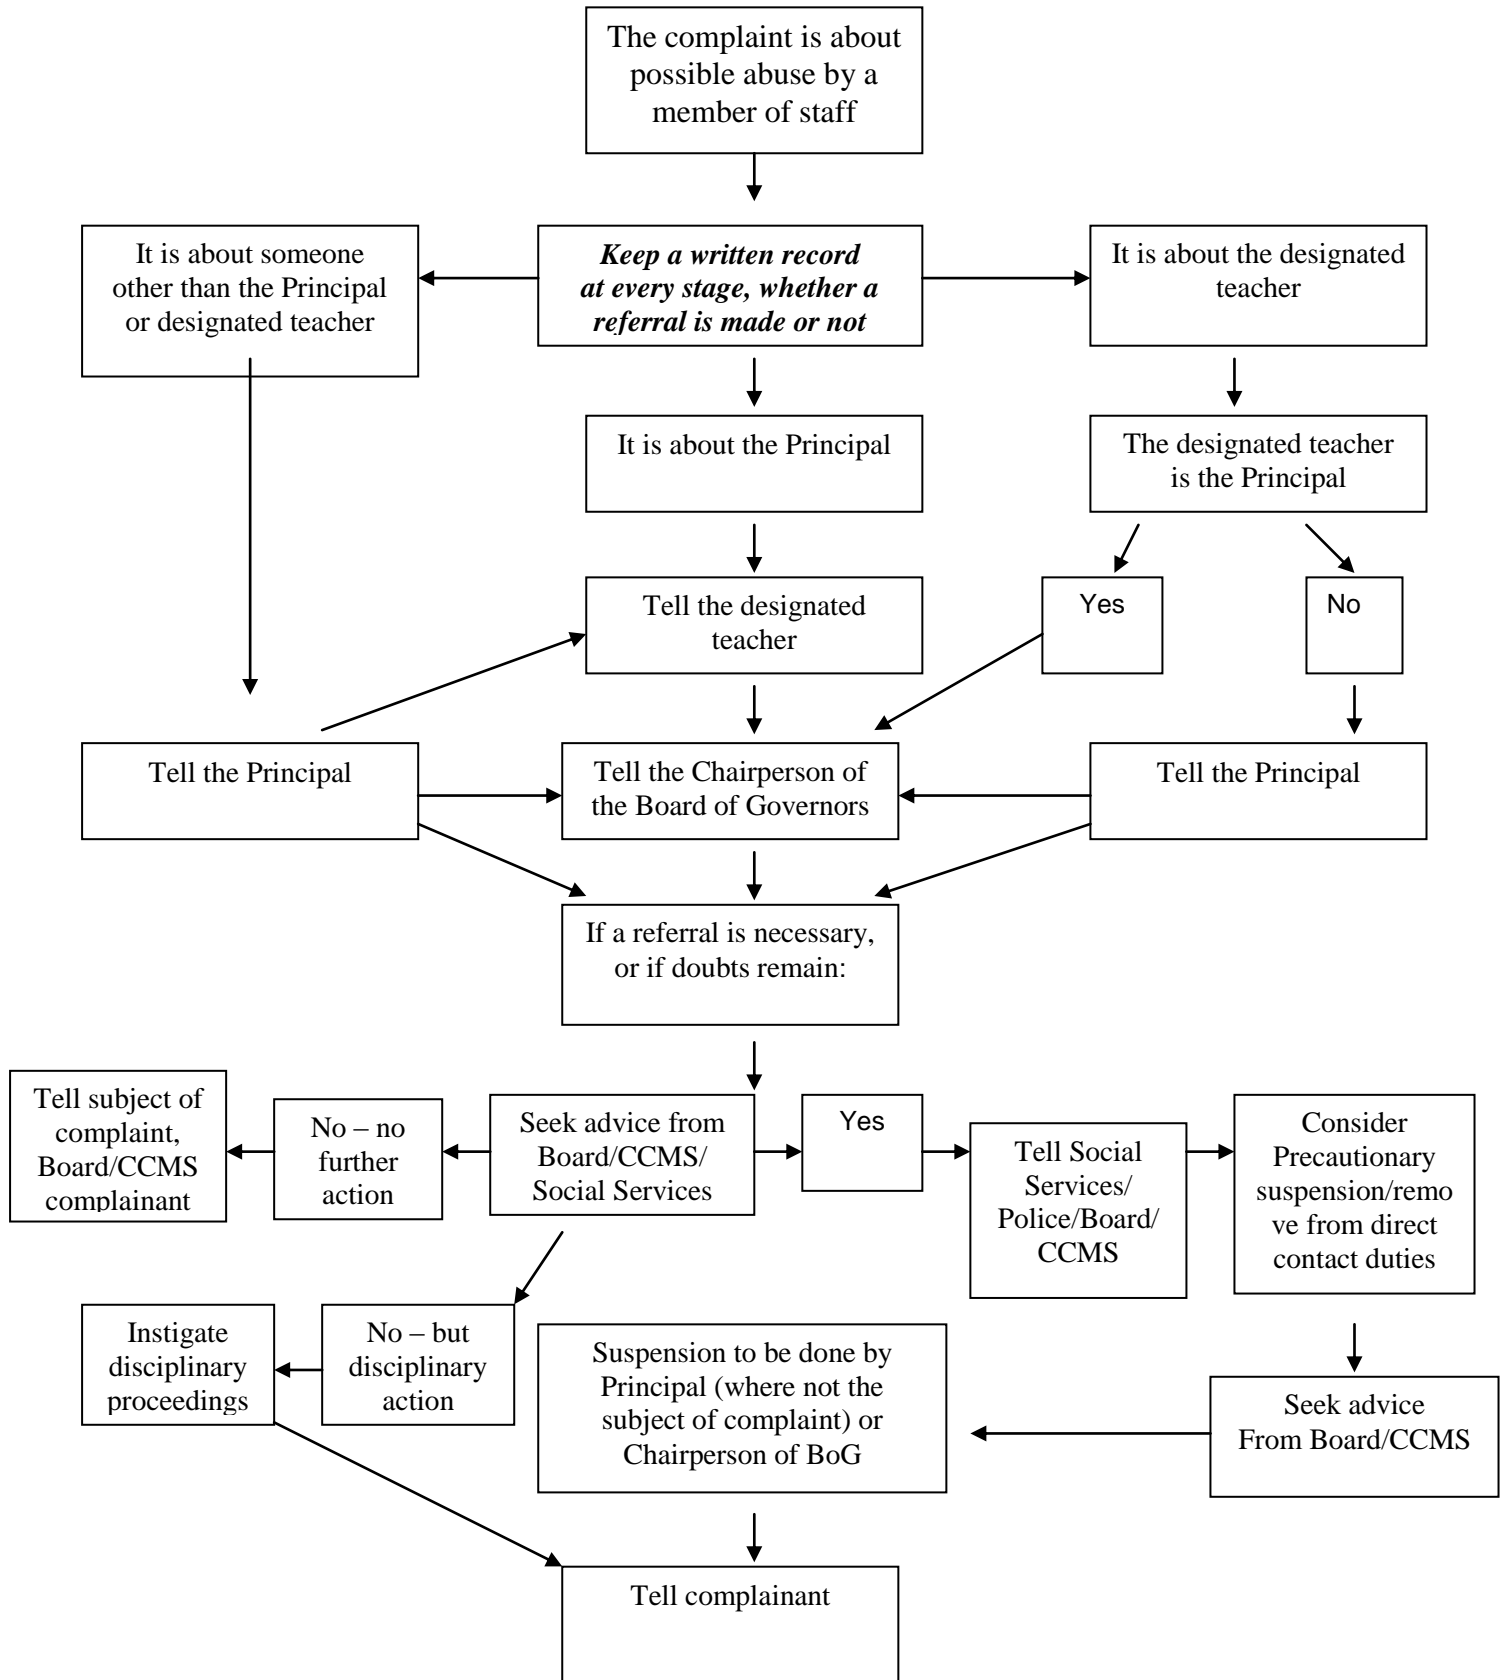 The complaint is about
possible abuse by a
member of staff
It is about someone
other than the Principal
or designated teacher
Keep a written record
at every stage, whether a
referral is made or not
It is about the designated
teacher
It is about the Principal
The designated teacher
is the Principal
Tell the designated
teacher
Yes
No
Tell the Principal
Tell the Chairperson of
the Board of Governors
Tell the Principal
If a referral is necessary,
or if doubts remain:
Tell subject of
complaint,
Board/CCMS
complainant
No – no
further
action
Seek advice from
Board/CCMS/
Social Services
Yes
Tell Social
Services/
Police/Board/
CCMS
Consider
Precautionary
suspension/remo
ve from direct
contact duties
Instigate
disciplinary
proceedings
No – but
disciplinary
action
Suspension to be done by
Principal (where not the
subject of complaint) or
Chairperson of BoG
Seek advice
From Board/CCMS
Tell complainant